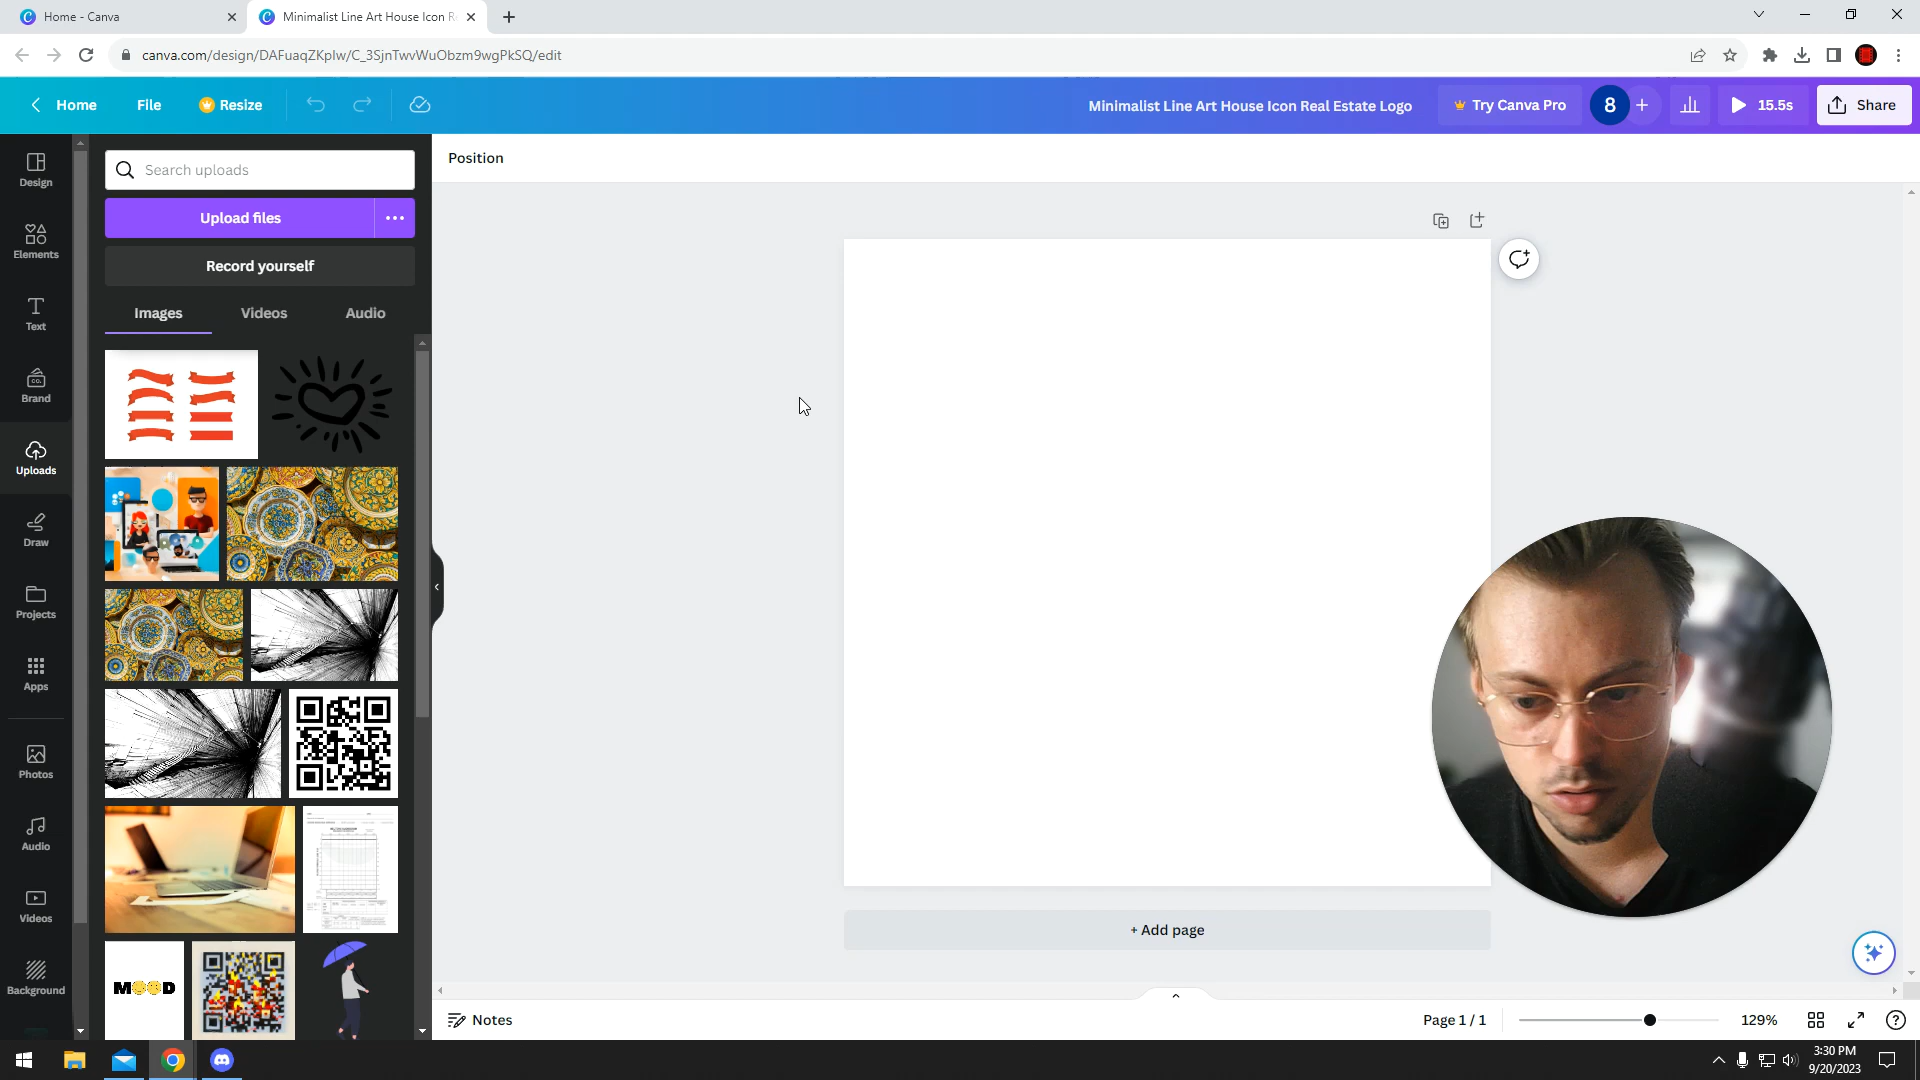 Home - Canva
Minimalist Line Art House Icon R
canva.com/design/DAFuaqZKplw/C_3SjnTwvWuObzm9wgPkSQ/edit
Home
File
Resize
Minimalist Line Art House Icon Real Estate Logo
Try Canva Pro
8
15.5s
Share
Position
Design
Elements
Text
Brand
Uploads
Draw
Projects
Apps
Photos
Audio
Videos
Background
Search uploads
Upload files
Record yourself
Images
Videos
Audio
MOOD
+ Add page
Notes
Page 1 / 1
129%
3:30 PM
9/20/2023